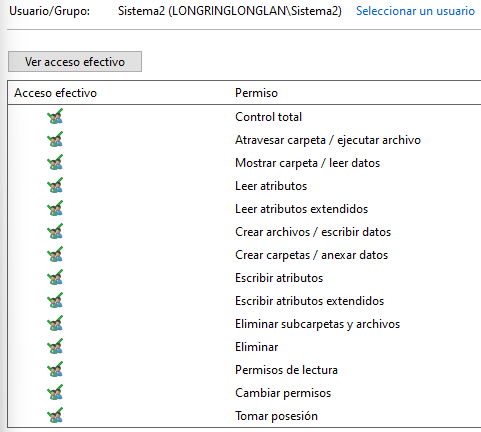 Usuario/Grupo: Sistema2 (LONGRINGLONGLAN\Sistema2) Seleccionar un usuario
Ver acceso efectivo
Acceso efectivo Permiso
Control total
Atravesar carpeta / ejecutar archivo
Mostrar carpeta / leer datos
Leer atributos
Leer atributos extendidos
Crear archivos / escribir datos
Crear carpetas / anexar datos
Escribir atributos
Escribir atributos extendidos
Eliminar subcarpetas y archivos
Eliminar
Permisos de lectura
Cambiar permisos
Tomar posesión